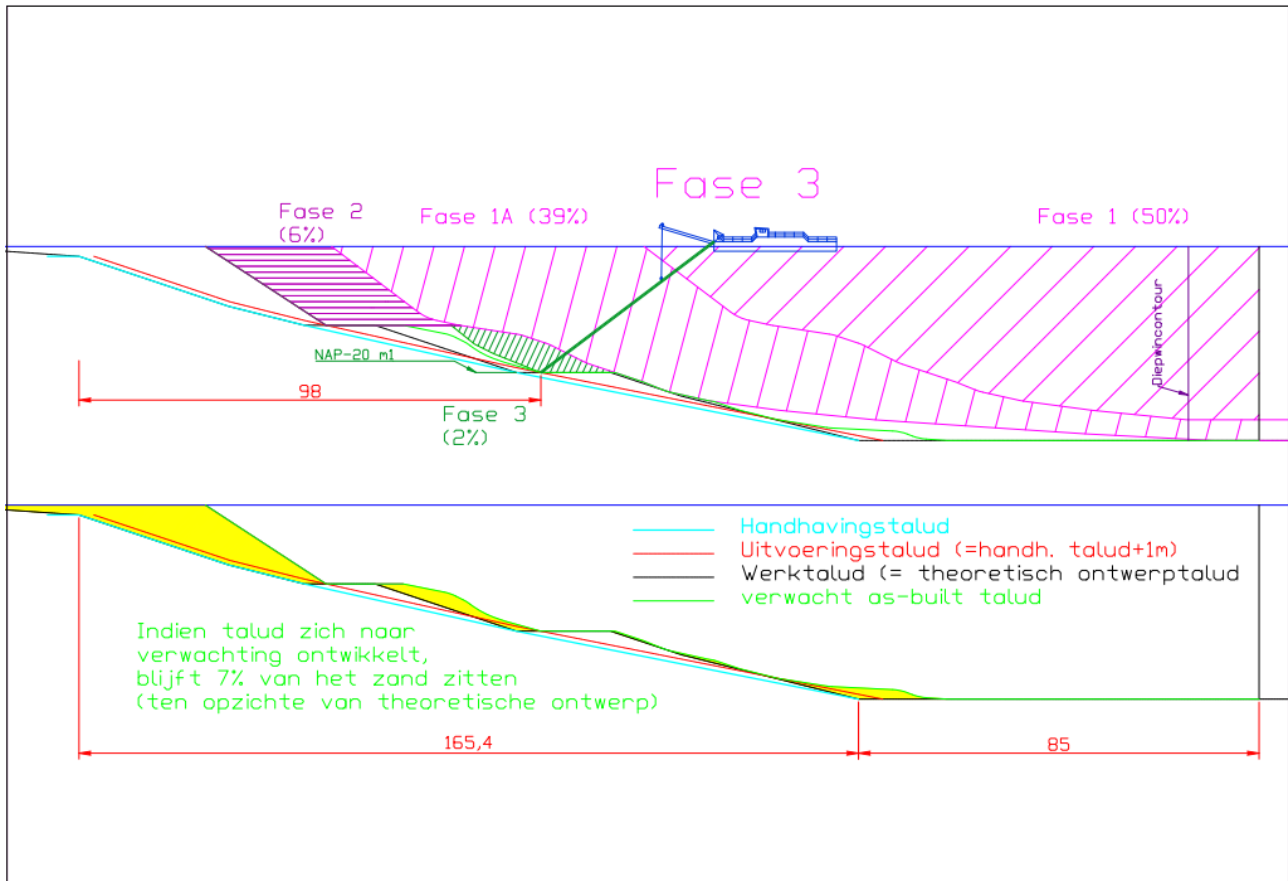 Fase 3
Fase 2
(6%)
Fase 1A (39%)
Fase 1 (50%)
Diepwincontour
NAP-20 m1
98
Fase 3
(2%)
Handhavingstalud
Uitvoeringstalud (=handh. talud+1m)
Werktalud (= theoretisch ontwerptalud
verwacht as-built talud
Indien talud zich naar
verwachting ontwikkelt,
blijft 7% van het zand zitten
(ten opzichte van theoretische ontwerp)
165,4
85